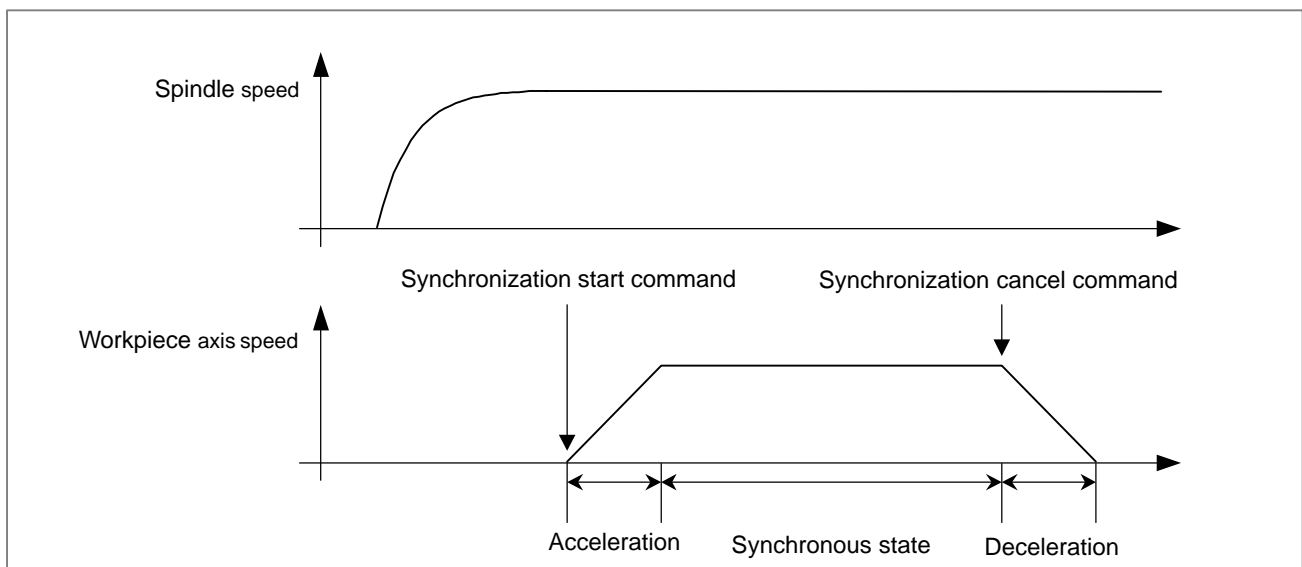 Spindle speed
Synchronization start command
Synchronization cancel command
Workpiece axis speed
Acceleration
Synchronous state
Deceleration